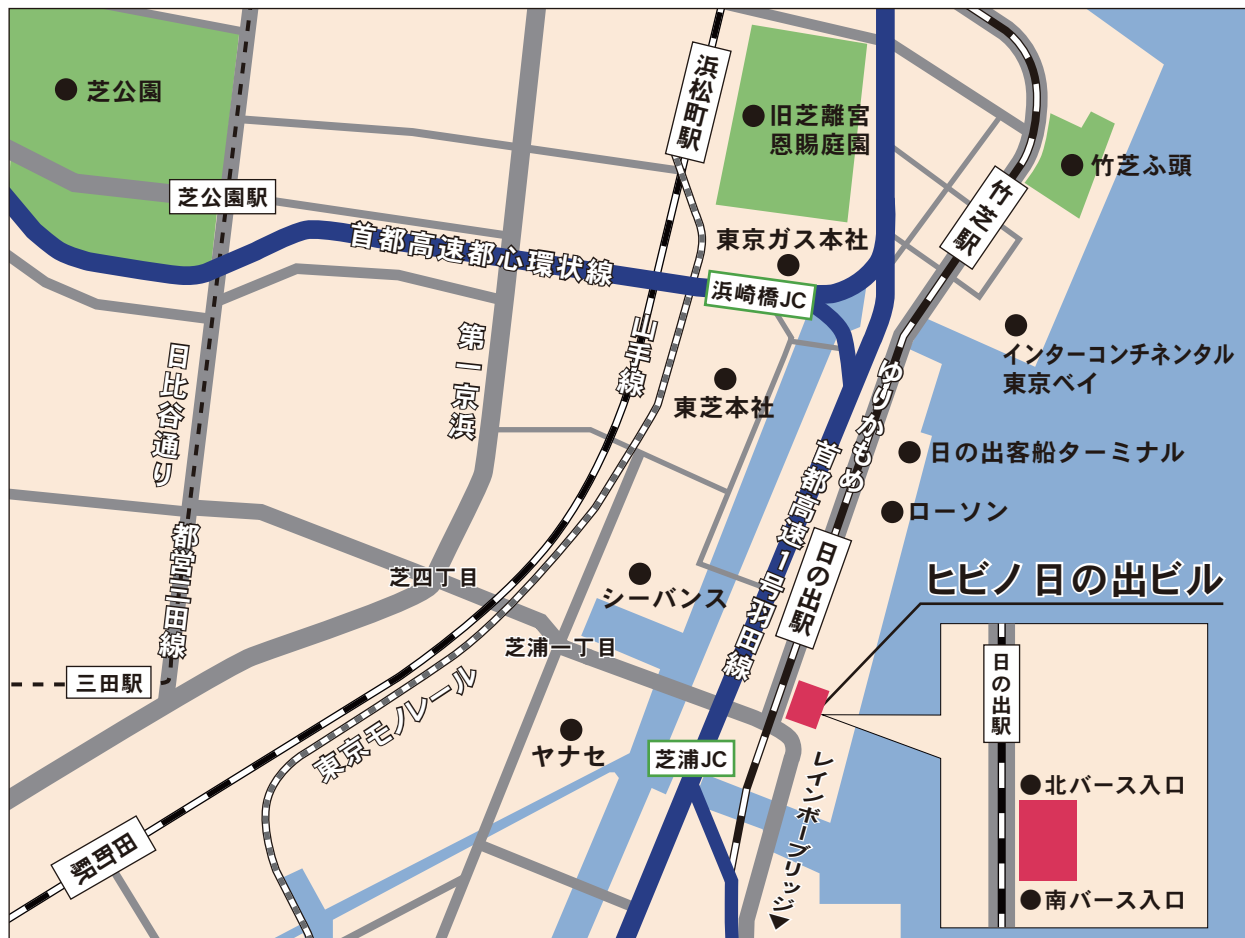 芝公園
浜松町駅
旧芝離宮
恩賜庭園
竹芝ふ頭
芝公園駅
竹芝駅
首都高速都心環状線
東京ガス本社
浜崎橋JC
山手線
第一京浜
日比谷通り
インターコンチネンタル
東京ベイ
東芝本社
ゆりかもめ
首都高速1号羽田線
日の出客船ターミナル
ローソン
都営三田線
芝四丁目
シーバンス
日の出駅
ヒビノ 日の出ビル
芝浦一丁目
三田駅
東京モノレール
ヤナセ
芝浦JC
レインボーブリッジ
田町駅
日の出駅
北バース入口
南バース入口